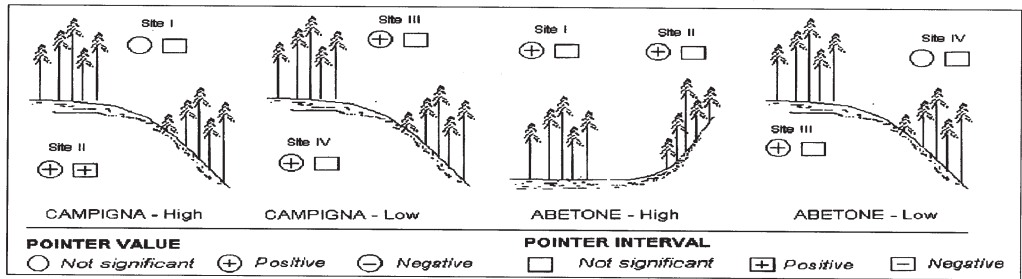 Site I
Site II
CAMPIGNA - High
Site III
Site IV
CAMPIGNA - Low
Site I
Site II
ABETONE - High
Site IV
Site III
ABETONE - Low
POINTER VALUE
Not significant
Positive
Negative
POINTER INTERVAL
Not significant
Positive
Negative